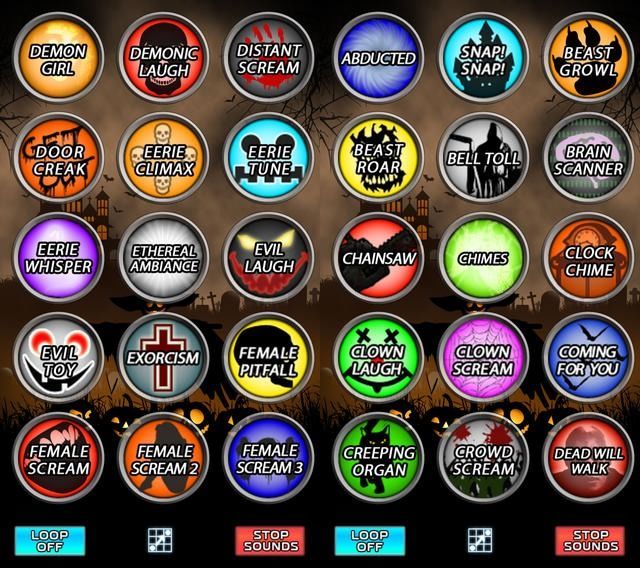 DEMON
GIRL
DEMONIC
LAUGH
DISTANT
SCREAM
ABDUCTED
SNAP!
SNAP!
BEAST
GROWL
DOOR
CREAK
EERIE
CLIMAX
EERIE
TUNE
BEAST
ROAR
BELL TOLL
BRAIN
SCANNER
EERIE
WHISPER
ETHEREAL
AMBIANCE
EVIL
LAUGH
CHAINSAW
CHIMES
CLOCK
CHIME
EVIL
TOY
EXORCISM
FEMALE
PITFALL
CLOWN
LAUGH
CLOWN
SCREAM
COMING
FOR YOU
FEMALE
SCREAM
FEMALE
SCREAM 2
FEMALE
SCREAM 3
CREEPING
ORGAN
CROWD
SCREAM
DEAD WILL
WALK
LOOP
OFF
STOP
SOUNDS
LOOP
OFF
STOP
SOUNDS